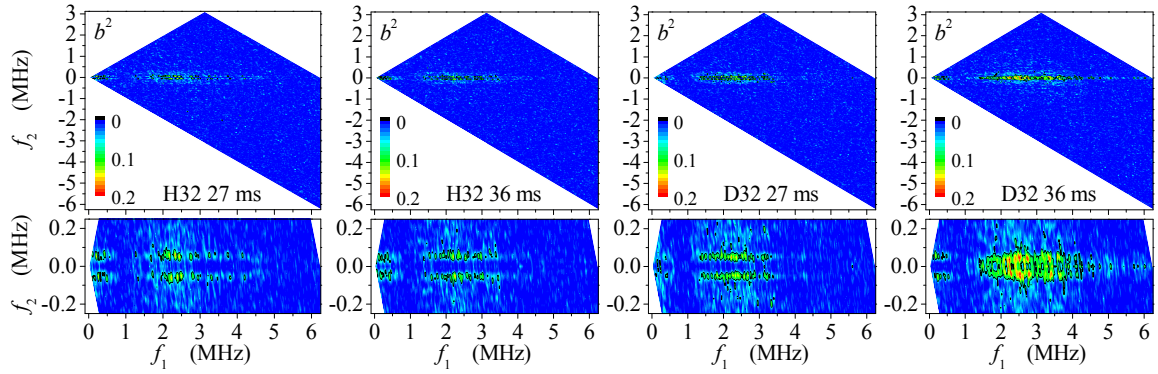 b²
b²
b²
b²
3 3 3 3
2 2 2 2
1 1 1 1
0 0 0 0
-1 -1 -1 -1
-2 -2 -2 -2
-3 -3 -3 -3
-4 -4 -4 -4
-5 -5 -5 -5
-6 -6 -6 -6
f₂ (MHz)
0 0.1 0.2
0 0.1 0.2
0 0.1 0.2
0 0.1 0.2
H32 27 ms
H32 36 ms
D32 27 ms
D32 36 ms
f₂ (MHz)
0.2 0.2 0.2 0.2
0.0 0.0 0.0 0.0
-0.2 -0.2 -0.2 -0.2
0 1 2 3 4 5 6
0 1 2 3 4 5 6
0 1 2 3 4 5 6
0 1 2 3 4 5 6
f₁ (MHz)
f₁ (MHz)
f₁ (MHz)
f₁ (MHz)